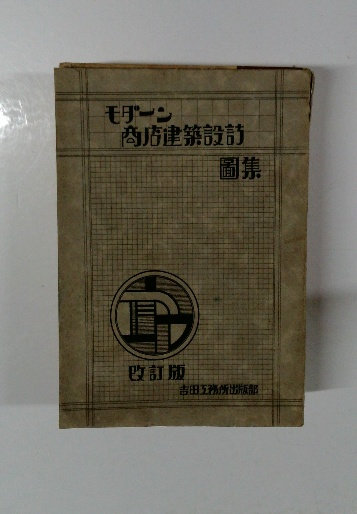 モダーン
商店建築設計
圖集
改訂版
吉田工務所出版部